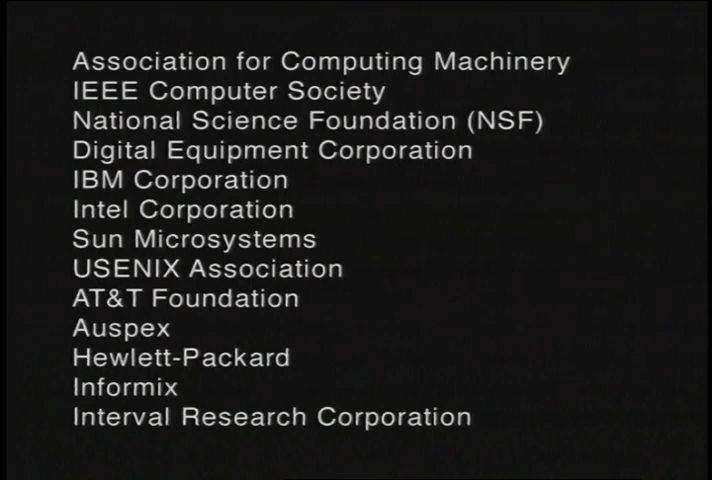 Association for Computing Machinery
IEEE Computer Society
National Science Foundation (NSF)
Digital Equipment Corporation
IBM Corporation
Intel Corporation
Sun Microsystems
USENIX Association
AT&T Foundation
Auspex
Hewlett-Packard
Informix
Interval Research Corporation